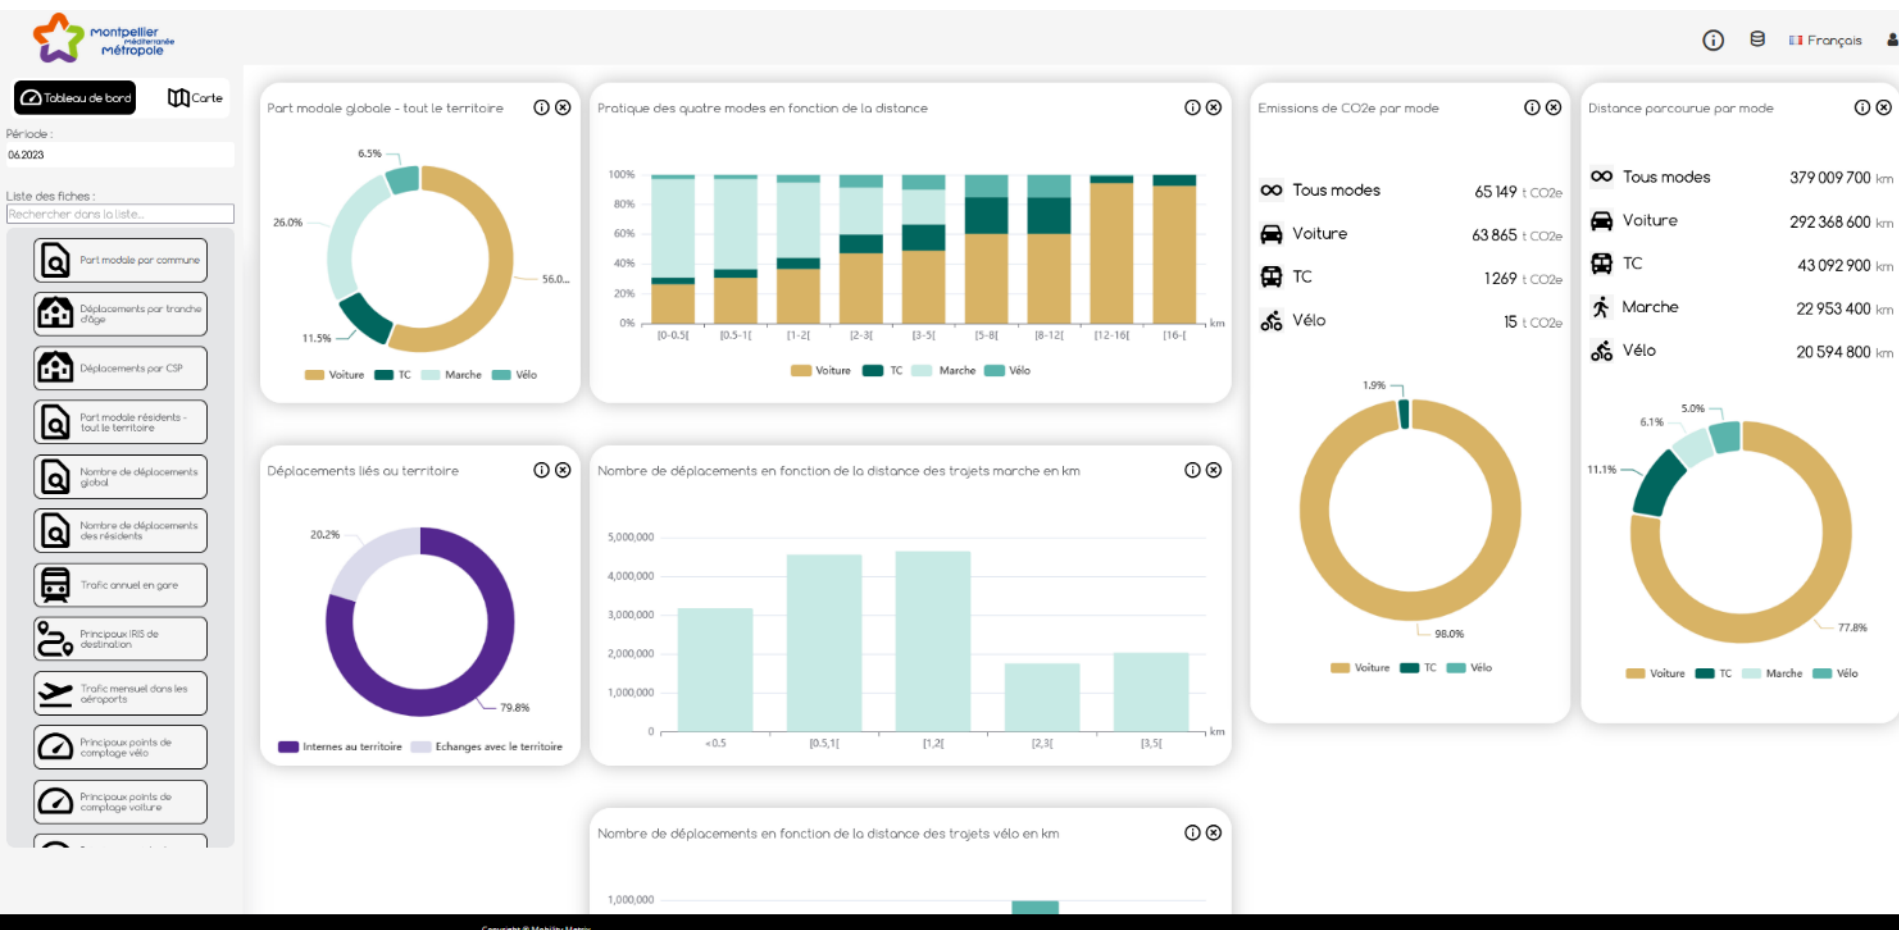 montpellier
méditerranée
métropole
Français
Tableau de bord
Carte
Période :
06.2023
Liste des fiches :
Rechercher dans la liste...
Part modale par commune
Déplacements par tranche
d'âge
Déplacements par CSP
Part modale résidents -
tout le territoire
Nombre de déplacements
global
Nombre de déplacements
des résidents
Trafic annuel en gare
Principaux IRIS de
destination
Trafic mensuel dans les
aéroports
Principaux points de
comptage vélo
Principaux points de
comptage voiture
Part modale globale - tout le territoire
6.5%
26.0%
56.0...
11.5%
Voiture TC Marche Vélo
Pratique des quatre modes en fonction de la distance
100%
80%
60%
40%
20%
0%
km
[0-0.5[ [0.5-1[ [1-2[ [2-3[ [3-5[ [5-8[ [8-12[ [12-16[ [16-[
Voiture TC Marche Vélo
Emissions de CO2e par mode
Tous modes 65 149 t CO2e
Voiture 63 865 t CO2e
TC 1 269 t CO2e
Vélo 15 t CO2e
1.9%
98.0%
Voiture TC Vélo
Distance parcourue par mode
Tous modes 379 009 700 km
Voiture 292 368 600 km
TC 43 092 900 km
Marche 22 953 400 km
Vélo 20 594 800 km
5.0%
6.1%
11.1%
77.8%
Voiture TC Marche Vélo
Déplacements liés au territoire
20.2%
79.8%
Internes au territoire Echanges avec le territoire
Nombre de déplacements en fonction de la distance des trajets marche en km
5,000,000
4,000,000
3,000,000
2,000,000
1,000,000
0
km
<0.5 [0.5,1[ [1,2[ [2,3[ [3,5[
Nombre de déplacements en fonction de la distance des trajets vélo en km
1,000,000
Copyright © Mobility Metrix